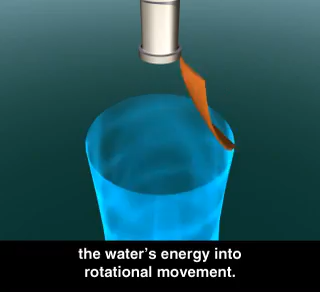 the water’s energy into
rotational movement.